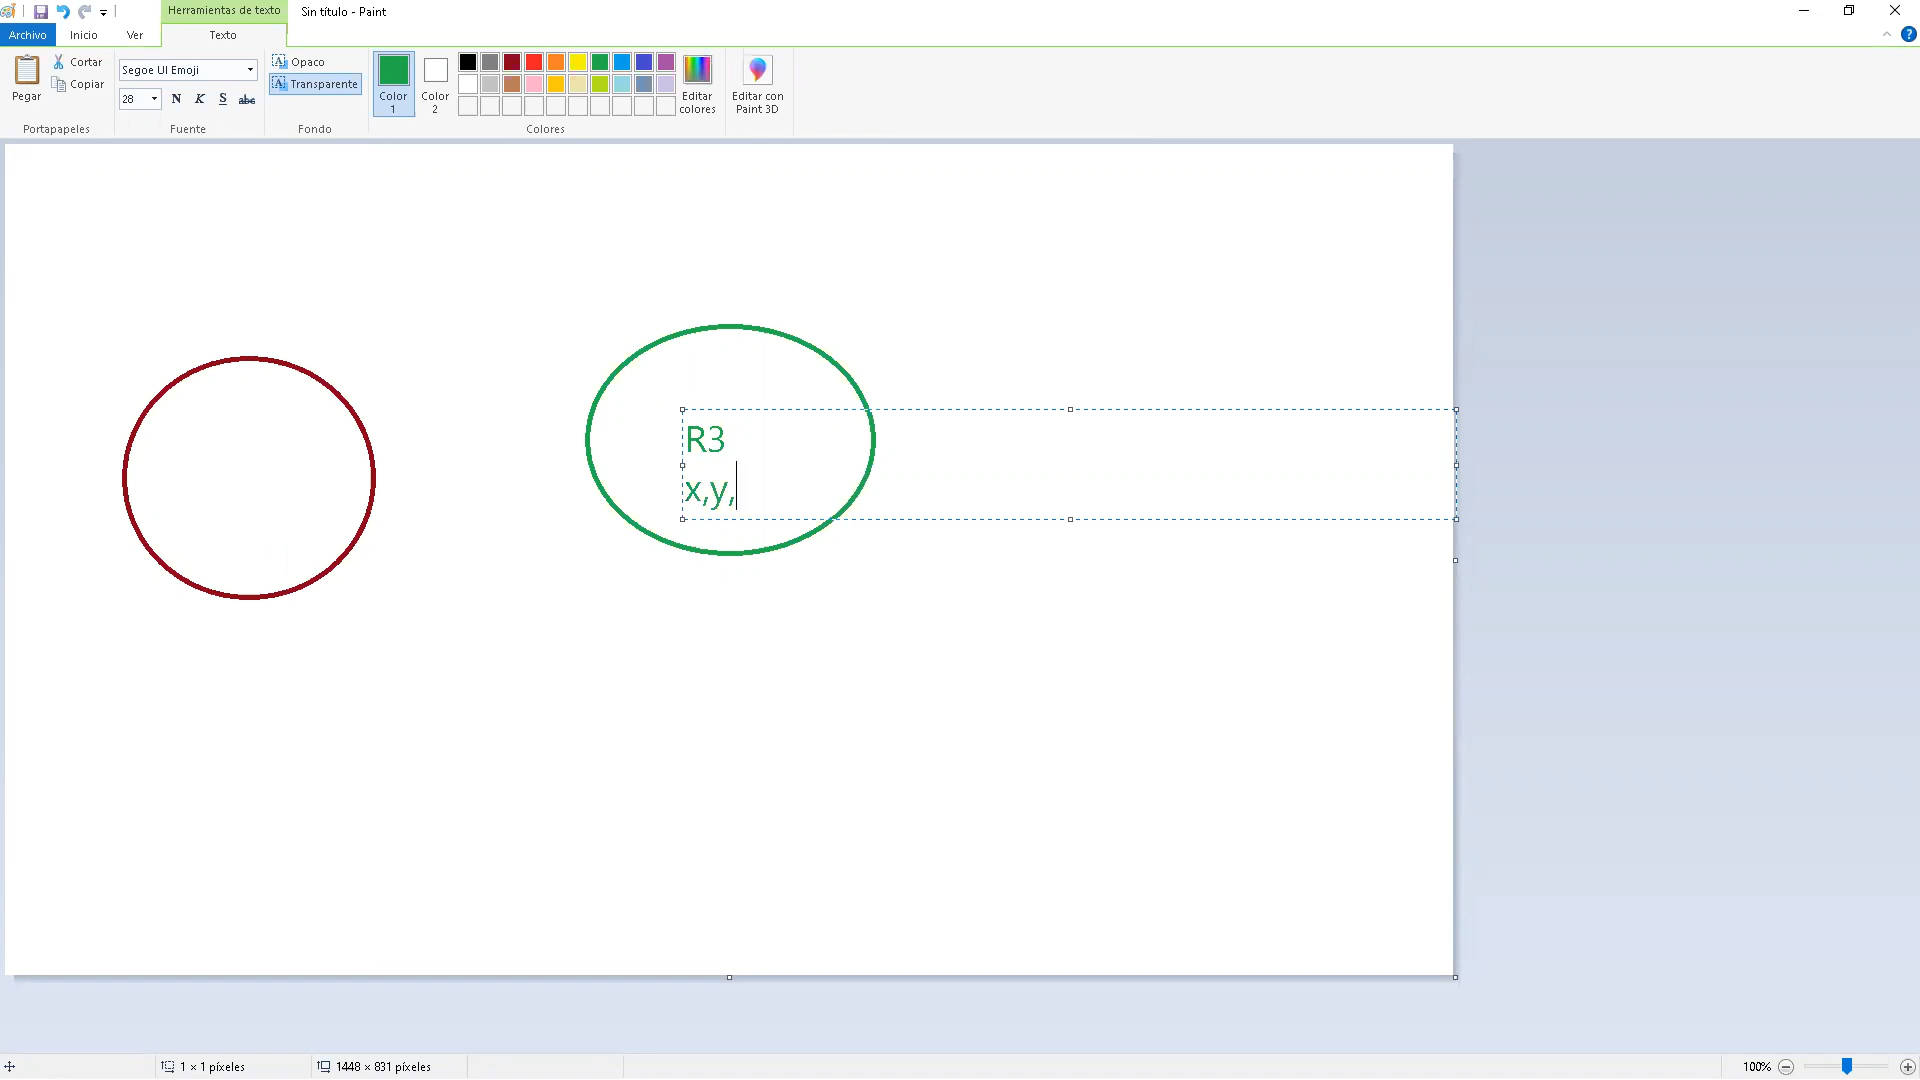 Herramientas de texto
Sin título - Paint
Archivo
Inicio
Ver
Texto
Pegar
Cortar
Copiar
Portapapeles
Segoe UI Emoji
28
N K S abc
Fuente
A Opaco
A Transparente
Fondo
Color 1
Color 2
Colores
Editar colores
Editar con Paint 3D
?
R3
x,y,
1 × 1 píxeles
1448 × 831 píxeles
100%